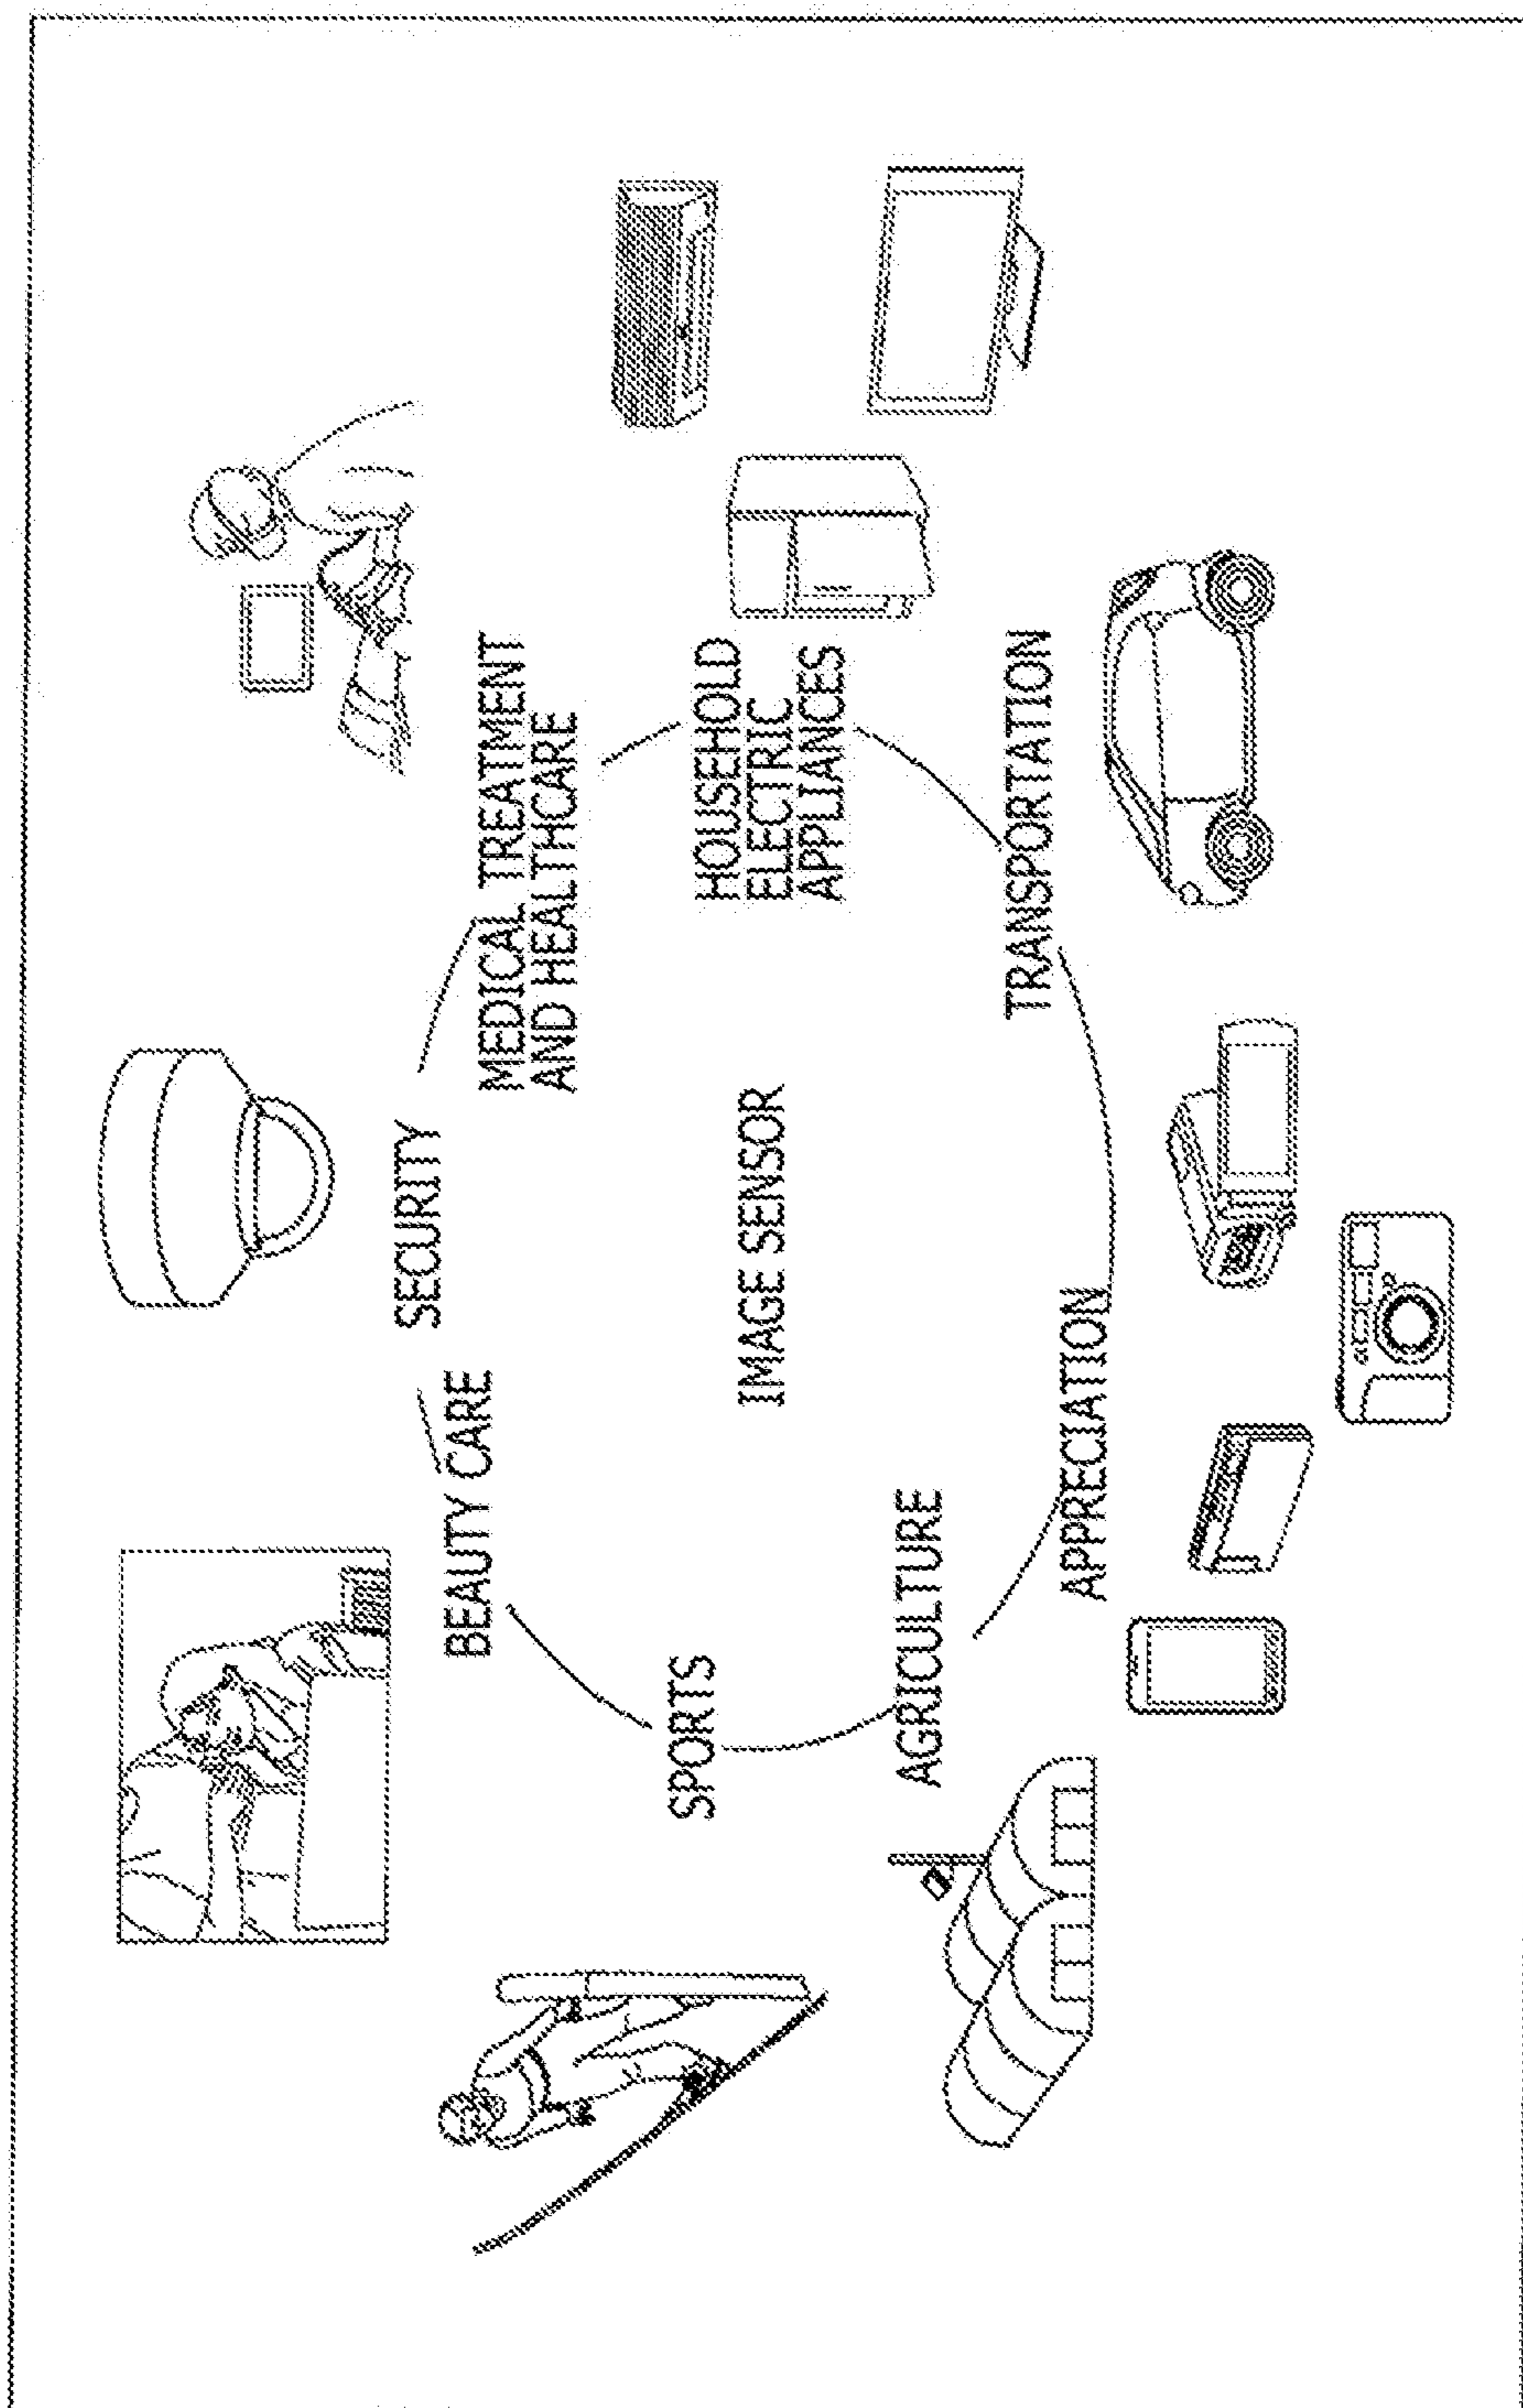 SECURITY
BEAUTY CARE
MEDICAL TREATMENT
AND HEALTHCARE
SPORTS
IMAGE SENSOR
HOUSEHOLD
ELECTRIC
APPLIANCES
AGRICULTURE
TRANSPORTATION
APPRECIATION